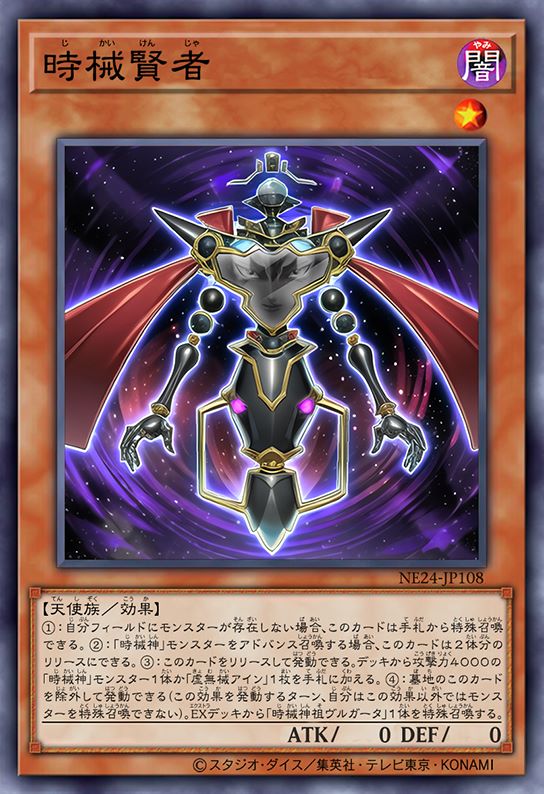 時械賢者
じ かい けん じゃ
闇
やみ
NE24-JP108
【天使族/効果】
①:自分フィールドにモンスターが存在しない場合、このカードは手札から特殊召喚
できる。②:「時械神」モンスターをアドバンス召喚する場合、このカードは2体分の
リリースにできる。③:このカードをリリースして発動できる。デッキから攻撃力4000の
「時械神」モンスター1体か「虚無械アイン」1枚を手札に加える。④:墓地のこのカード
を除外して発動できる(この効果を発動するターン、自分はこの効果以外ではモンス
ターを特殊召喚できない)。EXデッキから「時械神祖ヴルガータ」1体を特殊召喚する。
ATK/ 0 DEF/ 0
©スタジオ・ダイス/集英社・テレビ東京・KONAMI